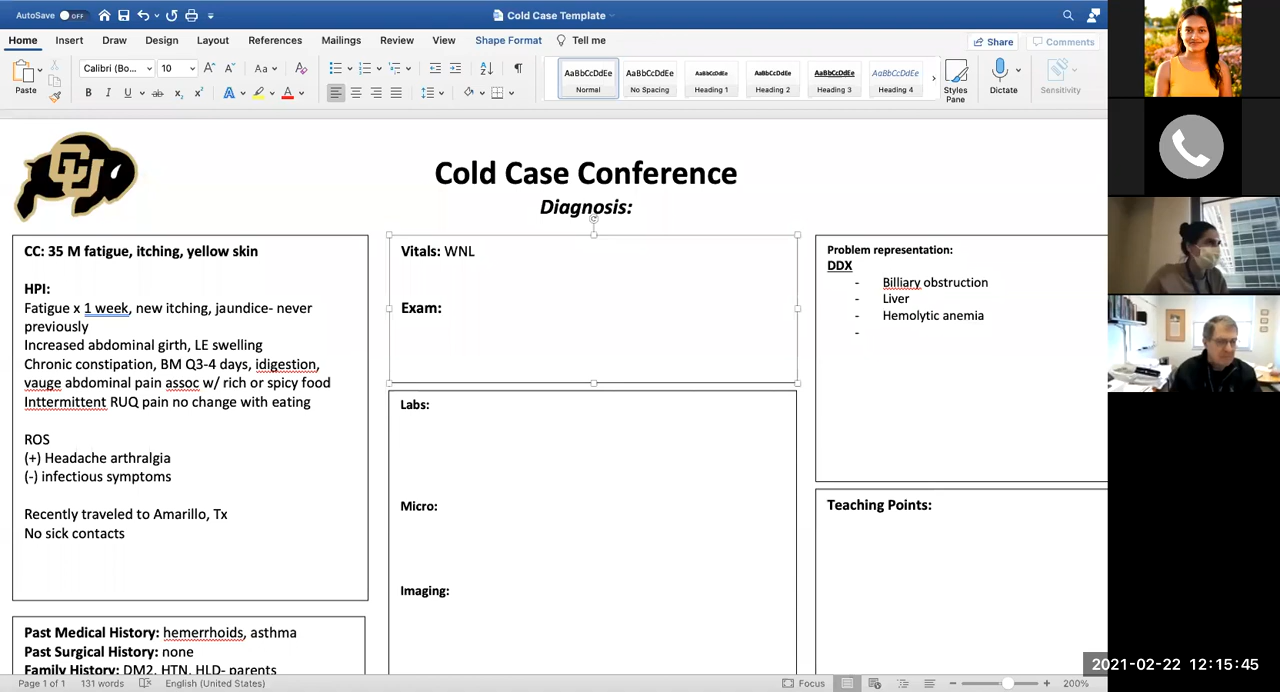 AutoSave OFF
Cold Case Template
Home Insert Draw Design Layout References Mailings Review View Shape Format Tell me
Share Comments
Paste
Calibri (Bo... 10
AaBbCcDdEe AaBbCcDdEe AaBbCcDdEe AaBbCcDdEe AaBbCcDdEe AaBbCcDdEe
Normal No Spacing Heading 1 Heading 2 Heading 3 Heading 4
Styles Pane
Dictate
Sensitivity
CU
Cold Case Conference
Diagnosis:
CC: 35 M fatigue, itching, yellow skin
HPI:
Fatigue x 1 week, new itching, jaundice- never
previously
Increased abdominal girth, LE swelling
Chronic constipation, BM Q3-4 days, idigestion,
vauge abdominal pain assoc w/ rich or spicy food
Inttermittent RUQ pain no change with eating
ROS
(+) Headache arthralgia
(-) infectious symptoms
Recently traveled to Amarillo, Tx
No sick contacts
Past Medical History: hemerrhoids, asthma
Past Surgical History: none
Family History: DM2, HTN, HLD- parents
Vitals: WNL
Exam:
Labs:
Micro:
Imaging:
Problem representation:
DDX
- Billiary obstruction
- Liver
- Hemolytic anemia
-
Teaching Points:
2021-02-22 12:15:45
Page 1 of 1 131 words English (United States)
Focus
200%